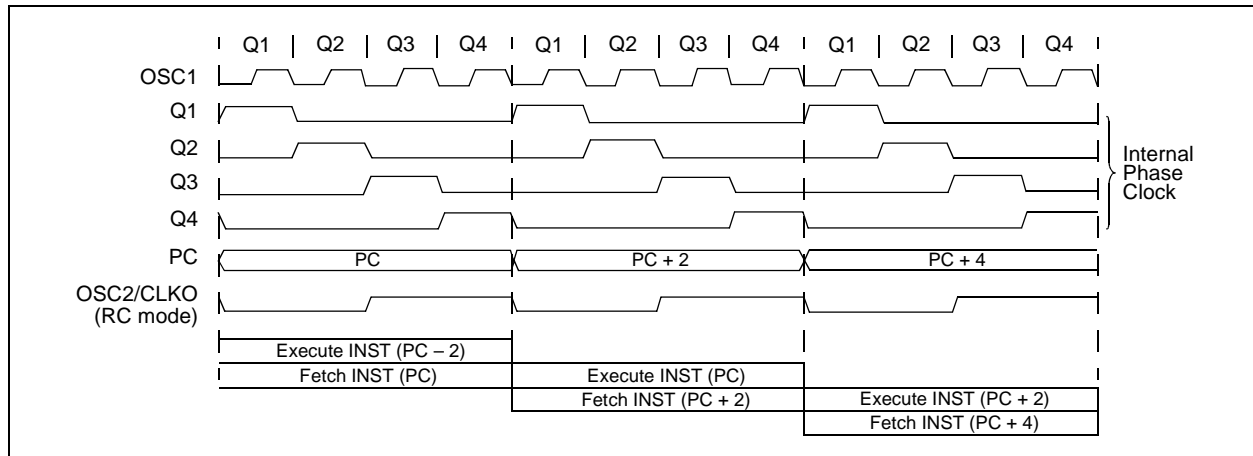 Q1 Q2 Q3 Q4 Q1 Q2 Q3 Q4 Q1 Q2 Q3 Q4
OSC1
Q1
Q2
Q3
Q4
Internal
Phase
Clock
PC PC PC + 2 PC + 4
OSC2/CLKO
(RC mode)
Execute INST (PC – 2)
Fetch INST (PC) Execute INST (PC)
Fetch INST (PC + 2) Execute INST (PC + 2)
Fetch INST (PC + 4)